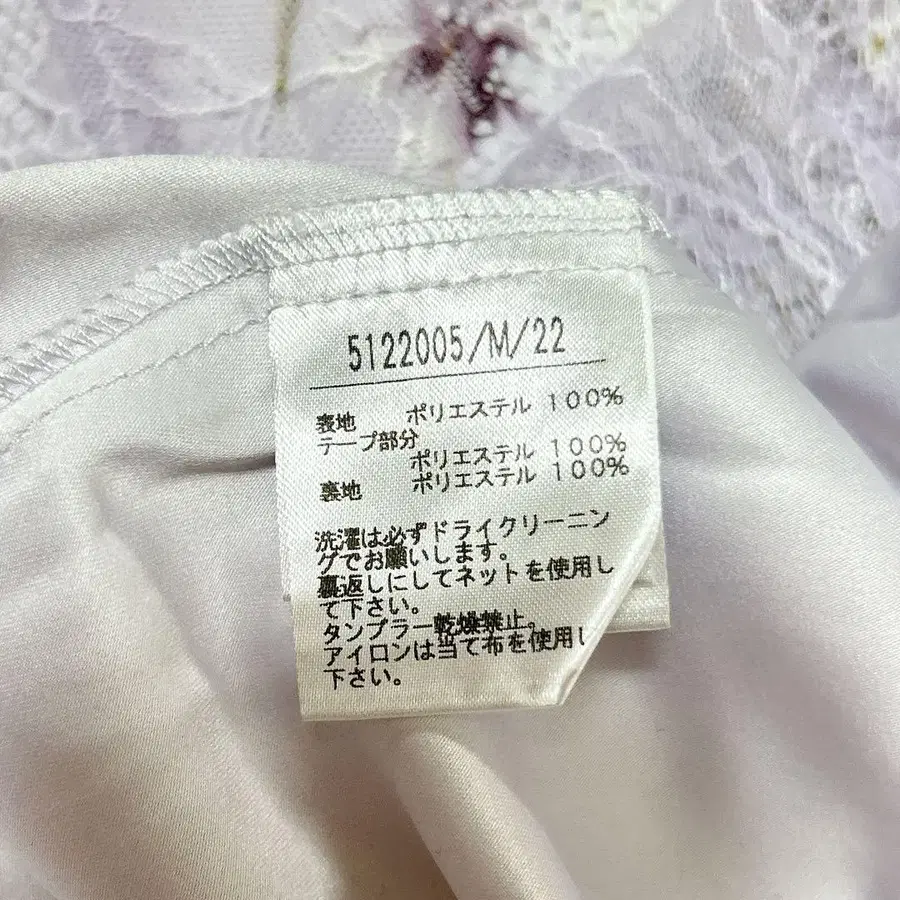 5122005/M/22
表地 ポリエステル 100%
テープ部分
ポリエステル 100%
裏地 ポリエステル 100%
洗濯は必ずドライクリーニン
グでお願いします。
裏返しにしてネットを使用し
て下さい。
タンブラー乾燥禁止。
アイロンは当て布を使用し
下さい。